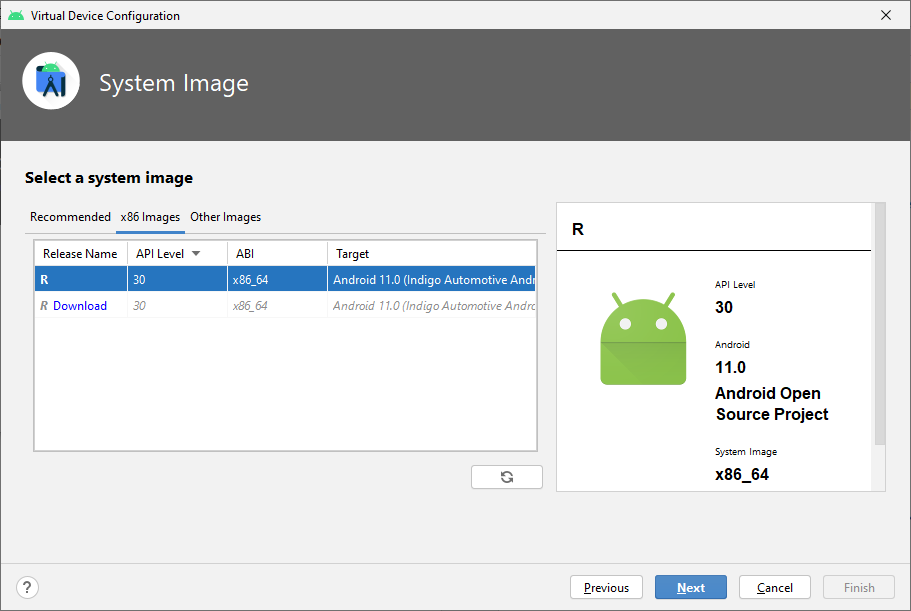 Virtual Device Configuration
System Image
Select a system image
Recommended x86 Images Other Images
Release Name API Level ABI Target
R 30 x86_64 Android 11.0 (Indigo Automotive
R Download 30 x86_64 Android 11.0 (Indigo Automotive
R
API Level
30
Android
11.0
Android Open
Source Project
System Image
x86_64
? Previous Next Cancel Finish